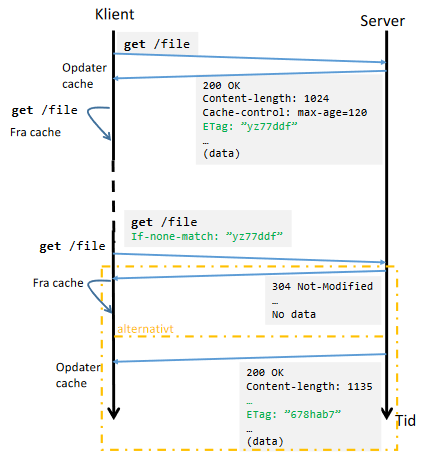 Klient
Server
get /file
Opdater
cache
200 OK
Content-length: 1024
Cache-control: max-age=120
ETag: ”yz77ddf”
…
(data)
get /file
Fra cache
get /file
If-none-match: ”yz77ddf”
get /file
Fra cache
304 Not-Modified
…
No data
alternativt
Opdater
cache
200 OK
Content-length: 1135
…
ETag: ”678hab7”
…
(data)
Tid